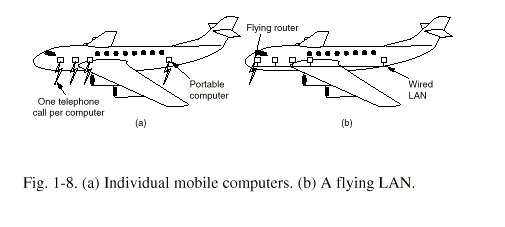 Flying router
One telephone
call per computer
Portable
computer
(a)
Wired
LAN
(b)
Fig. 1-8. (a) Individual mobile computers. (b) A flying LAN.